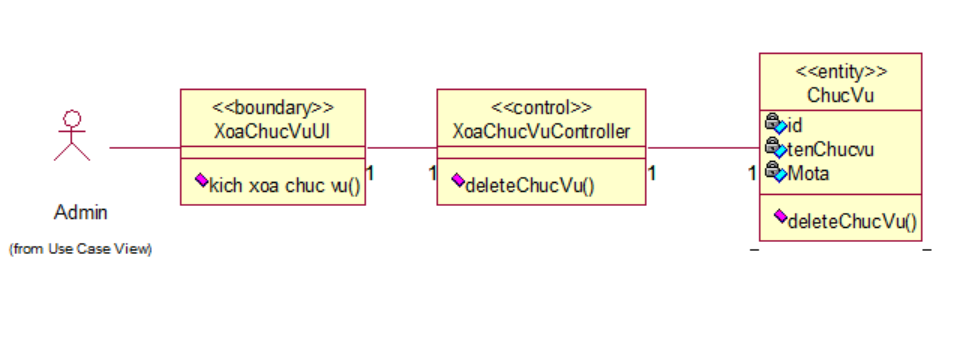 <<boundary>>
XoaChucVuUI
kich xoa chuc vu()
<<control>>
XoaChucVuController
deleteChucVu()
<<entity>>
ChucVu
id
tenChucvu
Mota
deleteChucVu()
1
1
1
1
Admin
(from Use Case View)